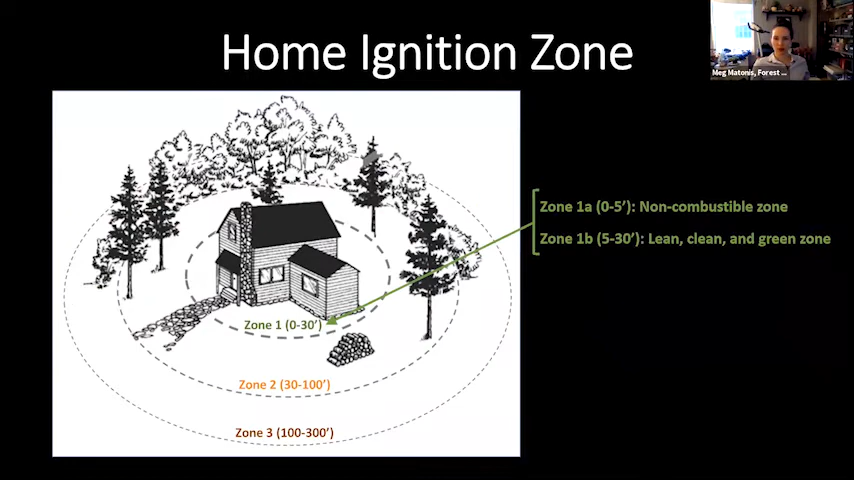 Home Ignition Zone
Meg Matonis, Forest ...
Zone 1a (0-5’): Non-combustible zone
Zone 1b (5-30’): Lean, clean, and green zone
Zone 1 (0-30’)
Zone 2 (30-100’)
Zone 3 (100-300’)